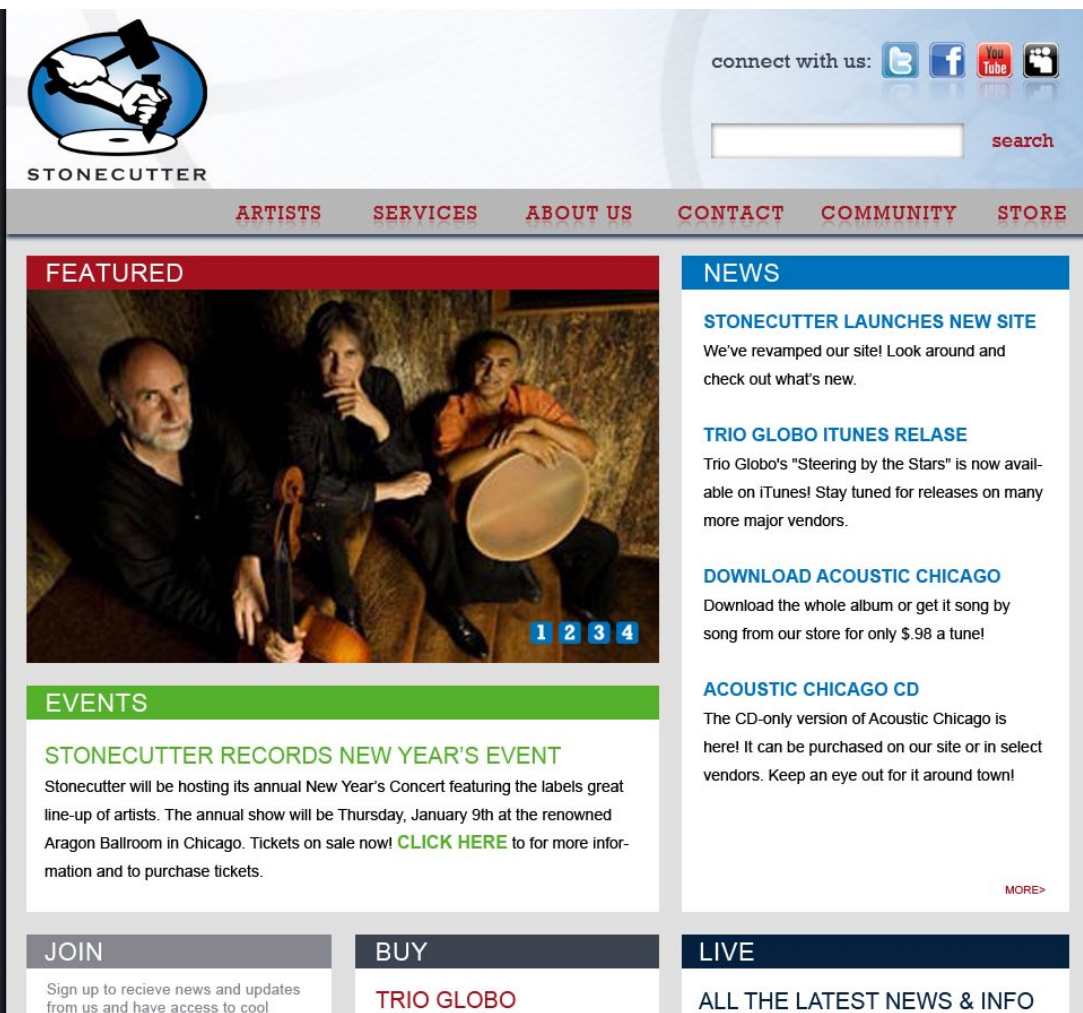 STONECUTTER
connect with us:
You
Tube
search
ARTISTS SERVICES ABOUT US CONTACT COMMUNITY STORE
FEATURED
1 2 3 4
EVENTS
STONECUTTER RECORDS NEW YEAR'S EVENT
Stonecutter will be hosting its annual New Year's Concert featuring the labels great
line-up of artists. The annual show will be Thursday, January 9th at the renowned
Aragon Ballroom in Chicago. Tickets on sale now! CLICK HERE to for more infor-
mation and to purchase tickets.
NEWS
STONECUTTER LAUNCHES NEW SITE
We've revamped our site! Look around and
check out what's new.
TRIO GLOBO ITUNES RELASE
Trio Globo's "Steering by the Stars" is now avail-
able on iTunes! Stay tuned for releases on many
more major vendors.
DOWNLOAD ACOUSTIC CHICAGO
Download the whole album or get it song by
song from our store for only $.98 a tune!
ACOUSTIC CHICAGO CD
The CD-only version of Acoustic Chicago is
here! It can be purchased on our site or in select
vendors. Keep an eye out for it around town!
MORE>
JOIN
Sign up to recieve news and updates
from us and have access to cool
BUY
TRIO GLOBO
LIVE
ALL THE LATEST NEWS & INFO